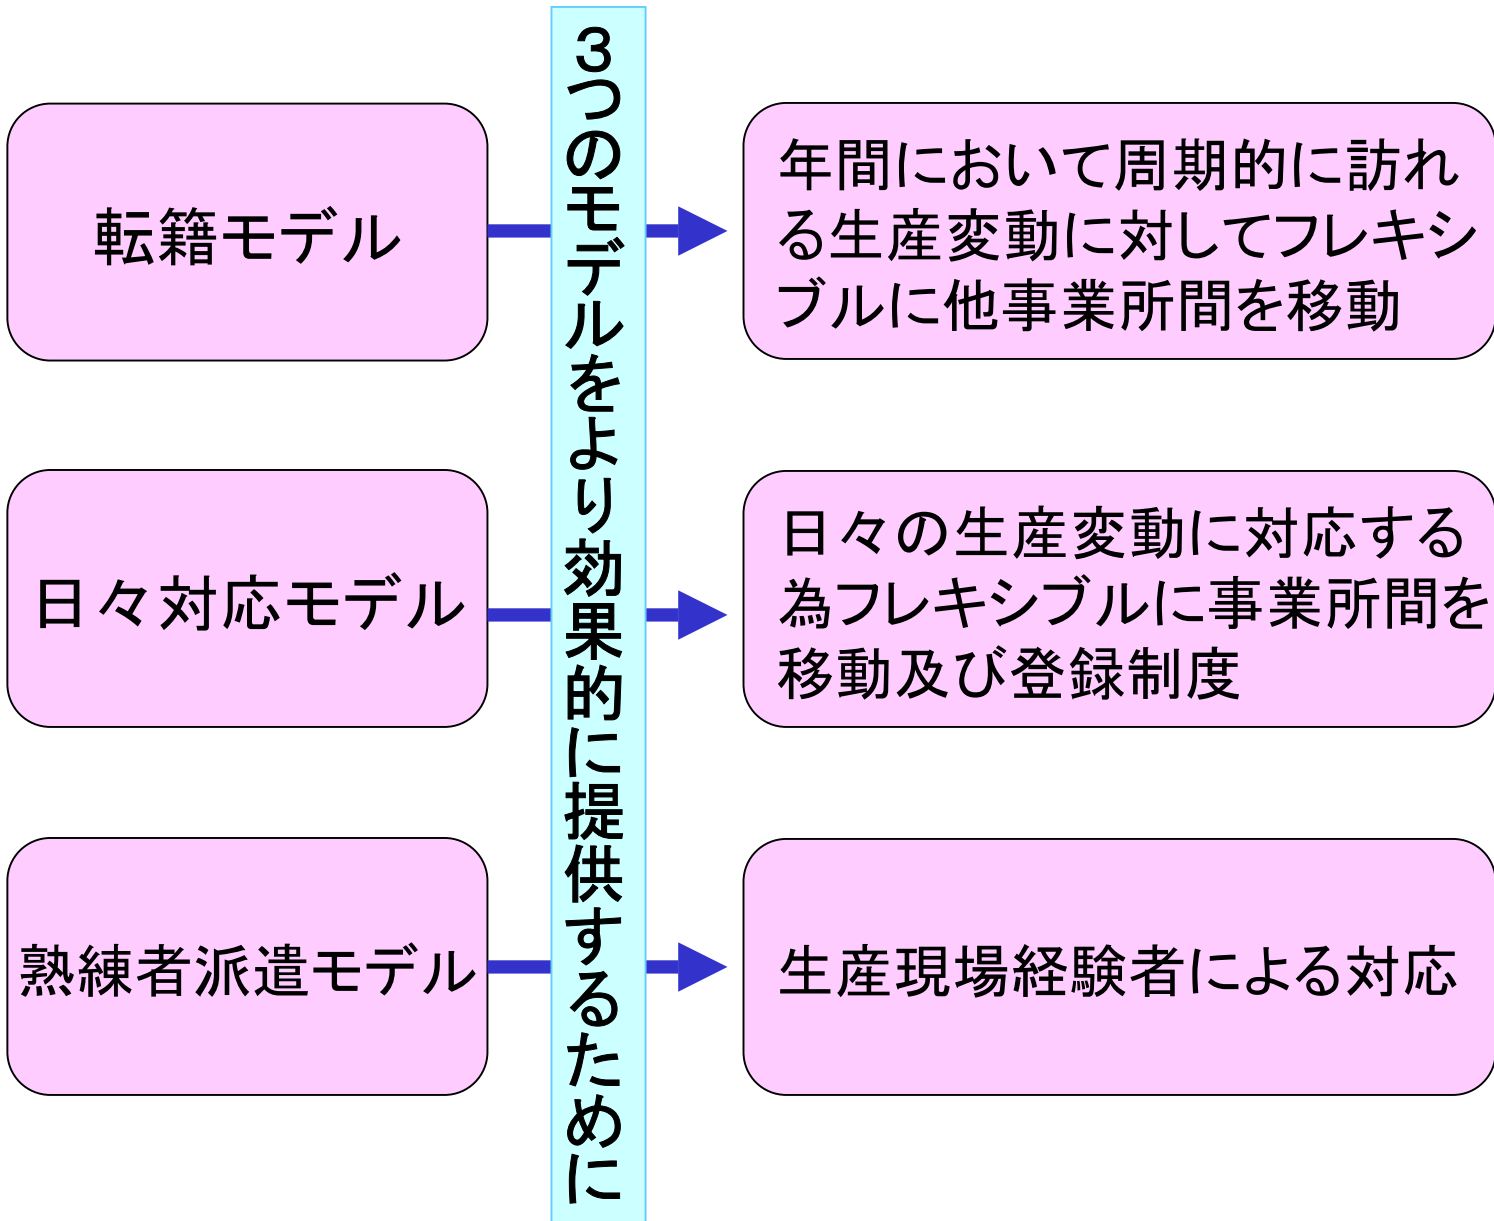 転籍モデル
３つのモデルをより効果的に提供するために
年間において周期的に訪れ
る生産変動に対してフレキシ
ブルに他事業所間を移動
日々対応モデル
日々の生産変動に対応する
為フレキシブルに事業所間を
移動及び登録制度
熟練者派遣モデル
生産現場経験者による対応